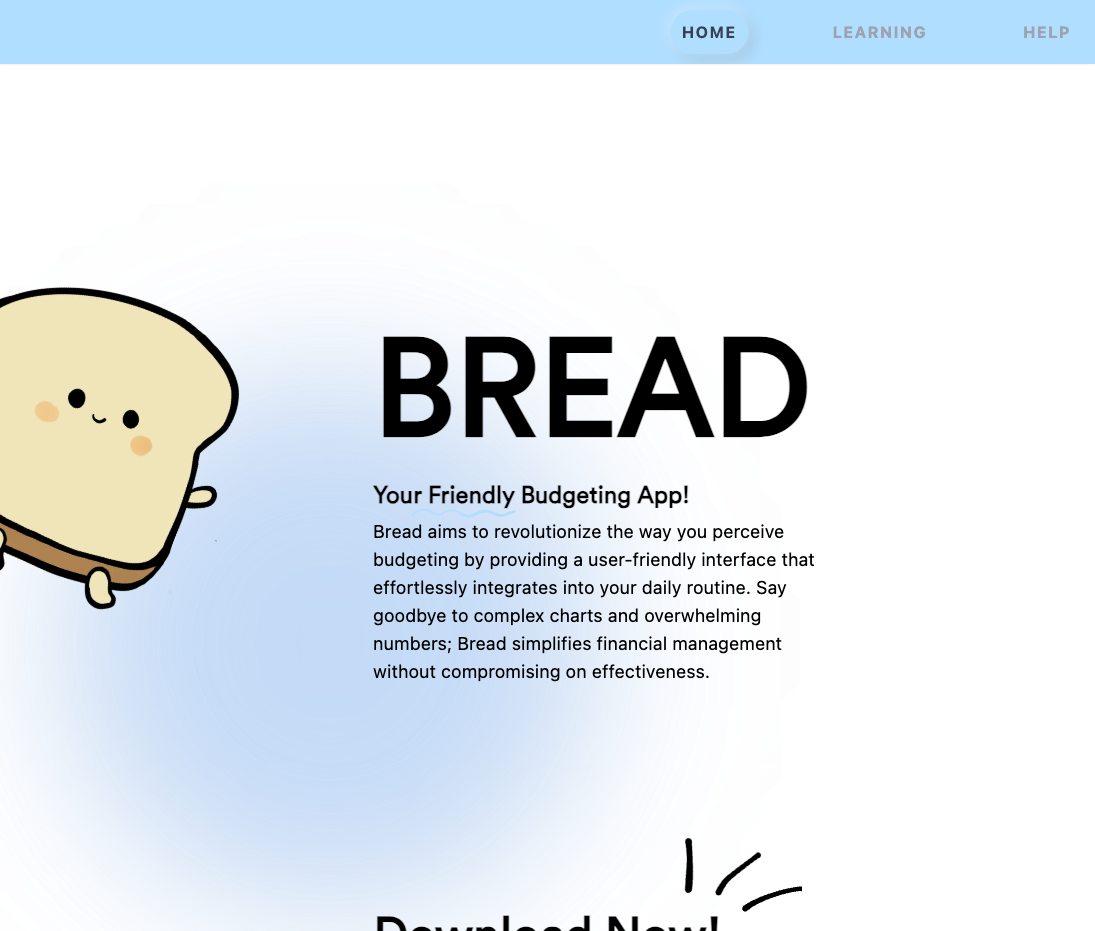 HOME LEARNING HELP
BREAD
Your Friendly Budgeting App!
Bread aims to revolutionize the way you perceive
budgeting by providing a user-friendly interface that
effortlessly integrates into your daily routine. Say
goodbye to complex charts and overwhelming
numbers; Bread simplifies financial management
without compromising on effectiveness.
Download Now!